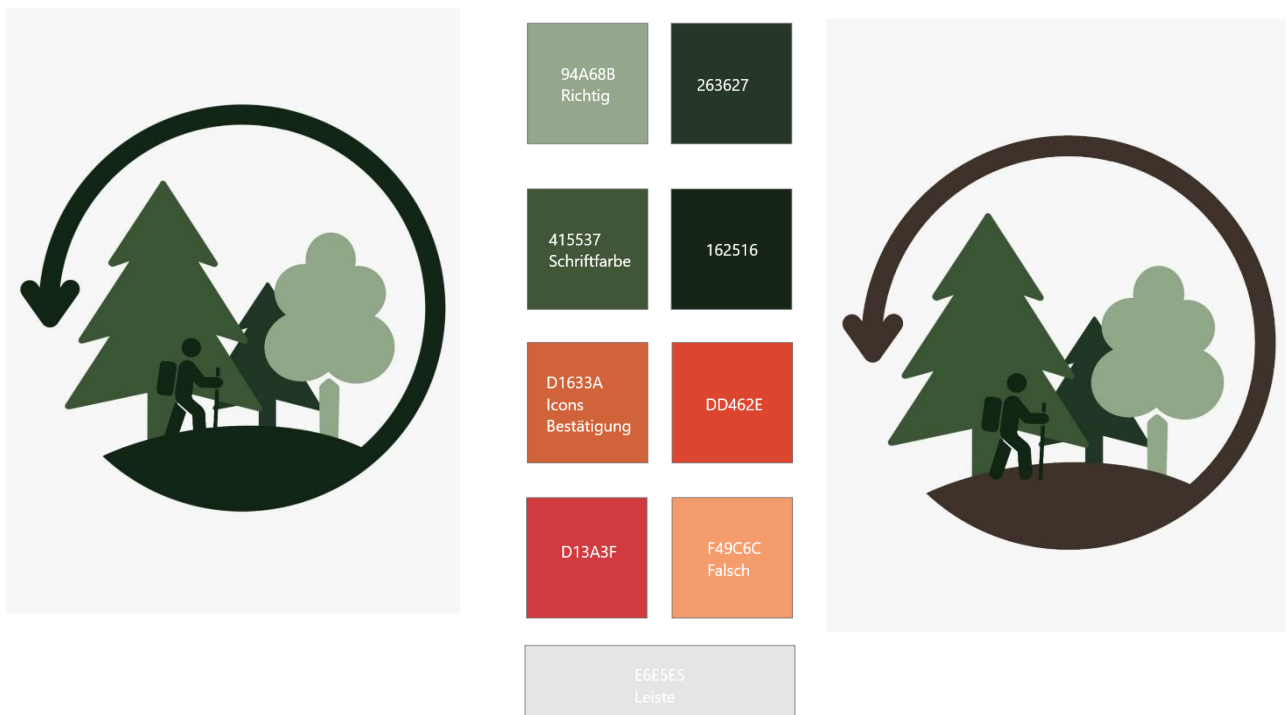 94A68B
Richtig
263627
415537
Schriftfarbe
162516
D1633A
Icons
Bestätigung
DD462E
D13A3F
F49C6C
Falsch
E6E5E5
Leiste